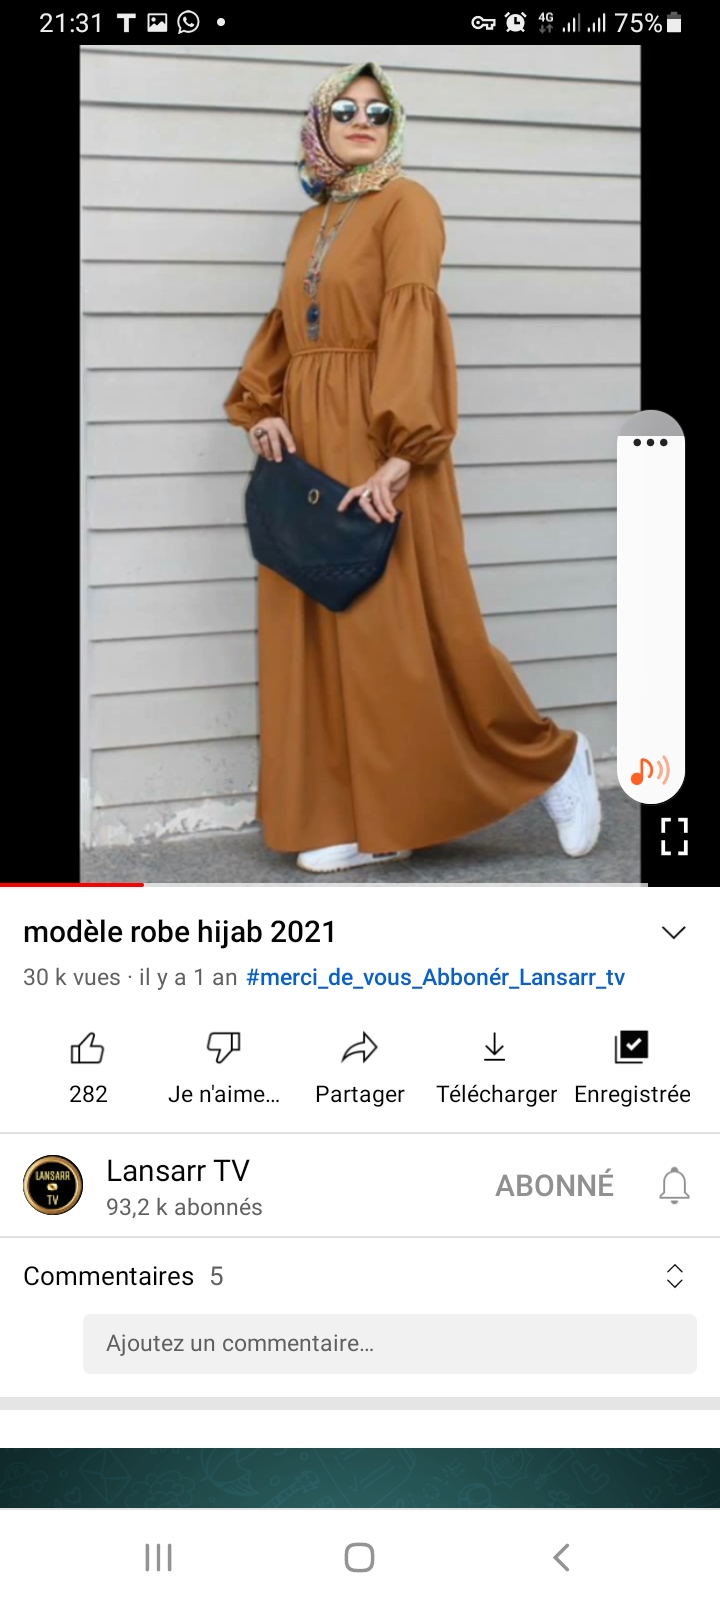 21:31 T 4G 75%
modèle robe hijab 2021
30 k vues · il y a 1 an #merci_de_vous_Abbonér_Lansarr_tv
282 Je n'aime... Partager Télécharger Enregistrée
LANSARR TV
Lansarr TV
93,2 k abonnés
ABONNÉ
Commentaires 5
Ajoutez un commentaire...